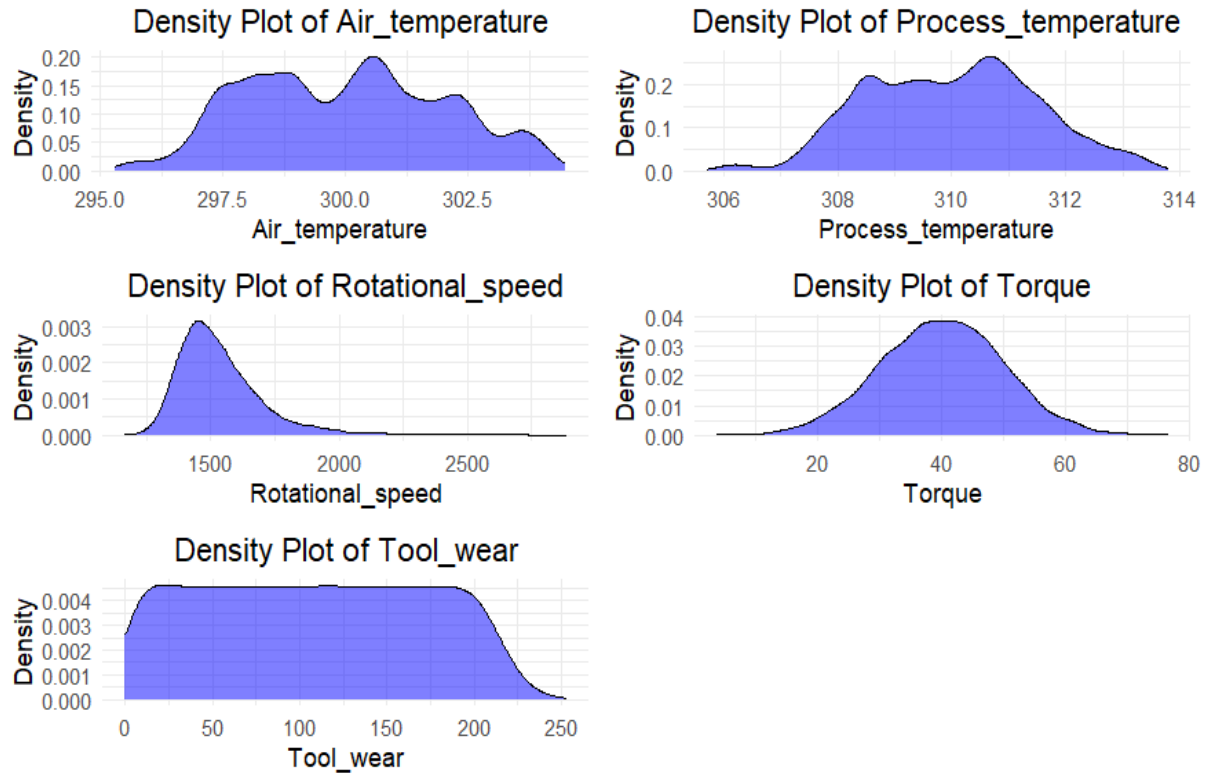 Density Plot of Air_temperature
Density
0.20
0.15
0.10
0.05
0.00
295.0 297.5 300.0 302.5
Air_temperature
Density Plot of Process_temperature
Density
0.2
0.1
0.0
306 308 310 312 314
Process_temperature
Density Plot of Rotational_speed
Density
0.003
0.002
0.001
0.000
1500 2000 2500
Rotational_speed
Density Plot of Torque
Density
0.04
0.03
0.02
0.01
0.00
20 40 60 80
Torque
Density Plot of Tool_wear
Density
0.004
0.003
0.002
0.001
0.000
0 50 100 150 200 250
Tool_wear